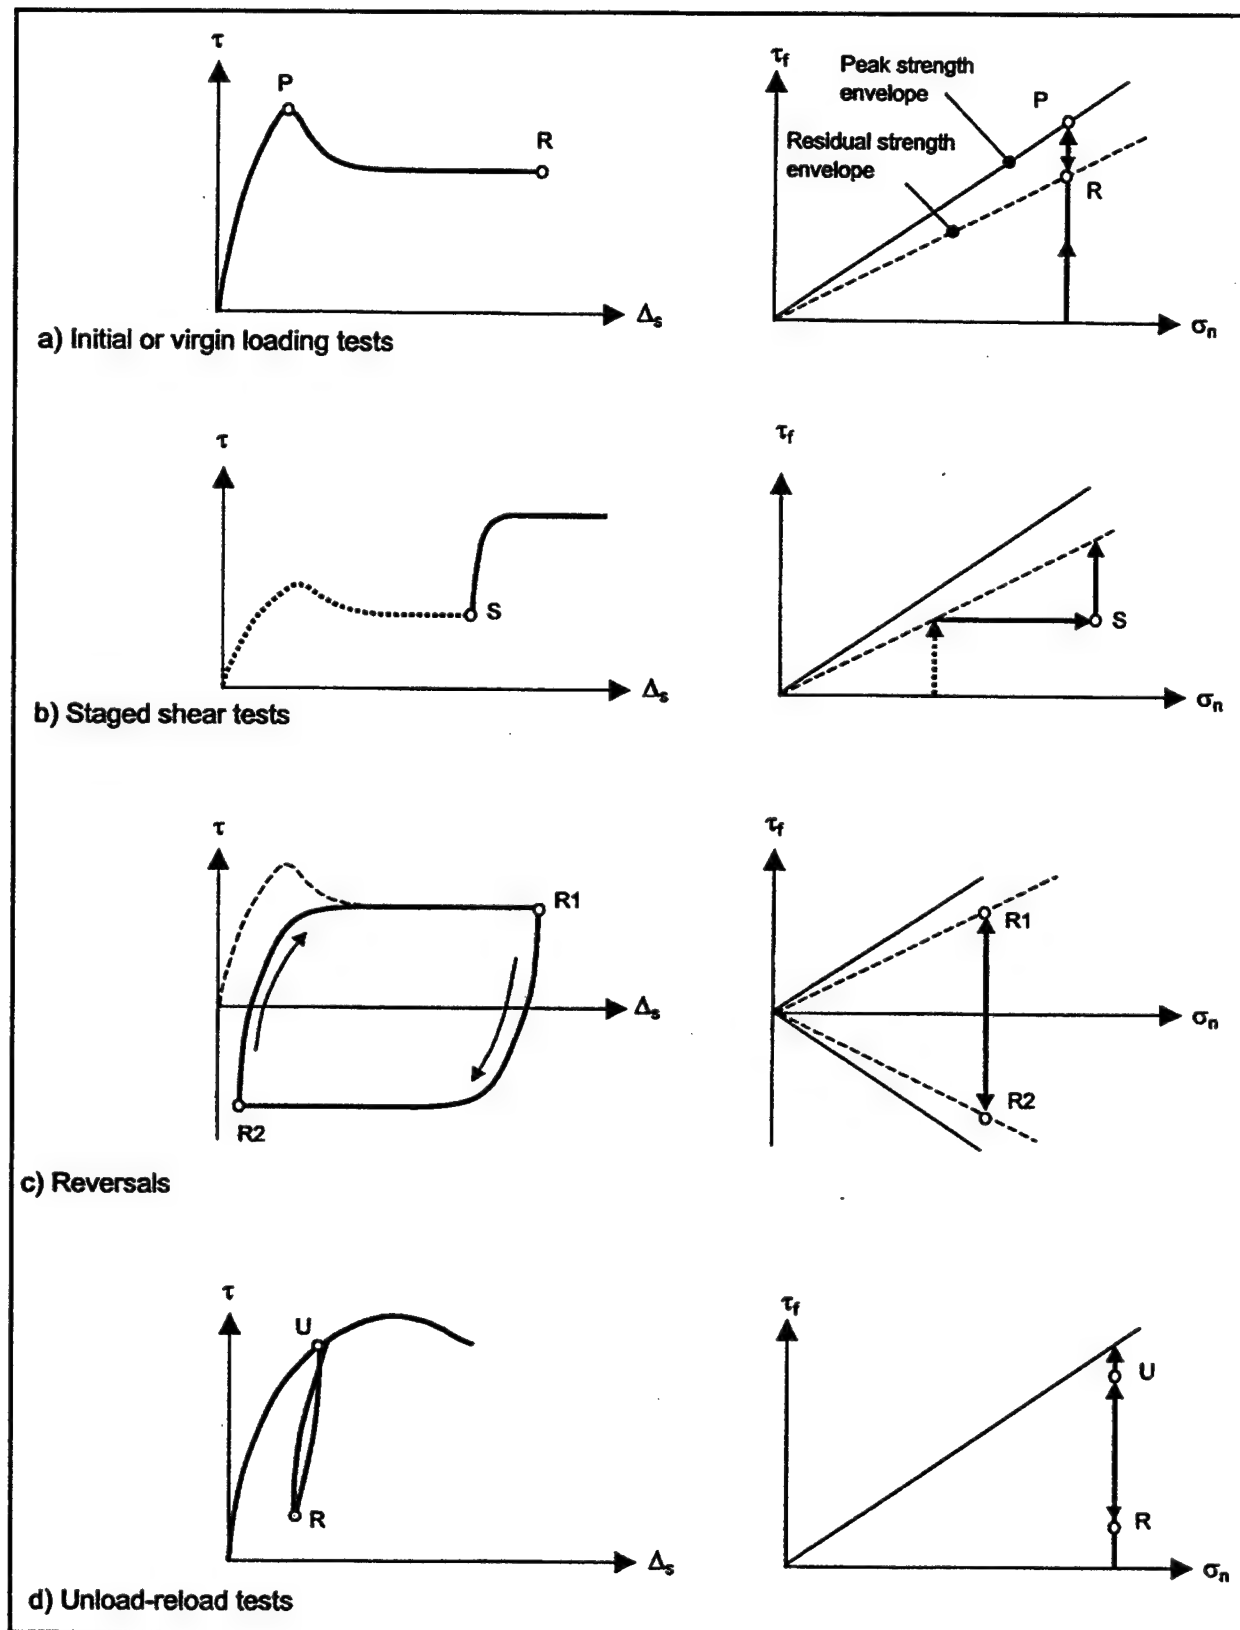 τ
P
R
Δs
τf
Peak strength
envelope
P
Residual strength
envelope
R
σn
a) Initial or virgin loading tests
τ
S
Δs
τf
S
σn
b) Staged shear tests
τ
R1
Δs
R2
τf
R1
σn
R2
c) Reversals
τ
U
R
Δs
τf
U
R
σn
d) Unload-reload tests